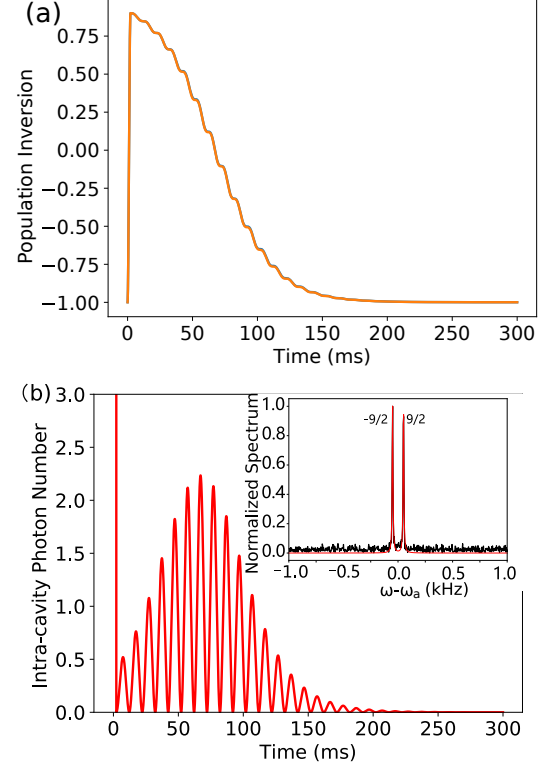 (a)
Population Inversion
0.75
0.50
0.25
0.00
−0.25
−0.50
−0.75
−1.00
0 50 100 150 200 250 300
Time (ms)
(b)
Intra-cavity Photon Number
3.0
2.5
2.0
1.5
1.0
0.5
0.0
0 50 100 150 200 250 300
Time (ms)
Normalized Spectrum
1.0
0.8
0.6
0.4
0.2
0.0
-9/2 9/2
−1.0 −0.5 0.0 0.5 1.0
ω-ωₐ (kHz)